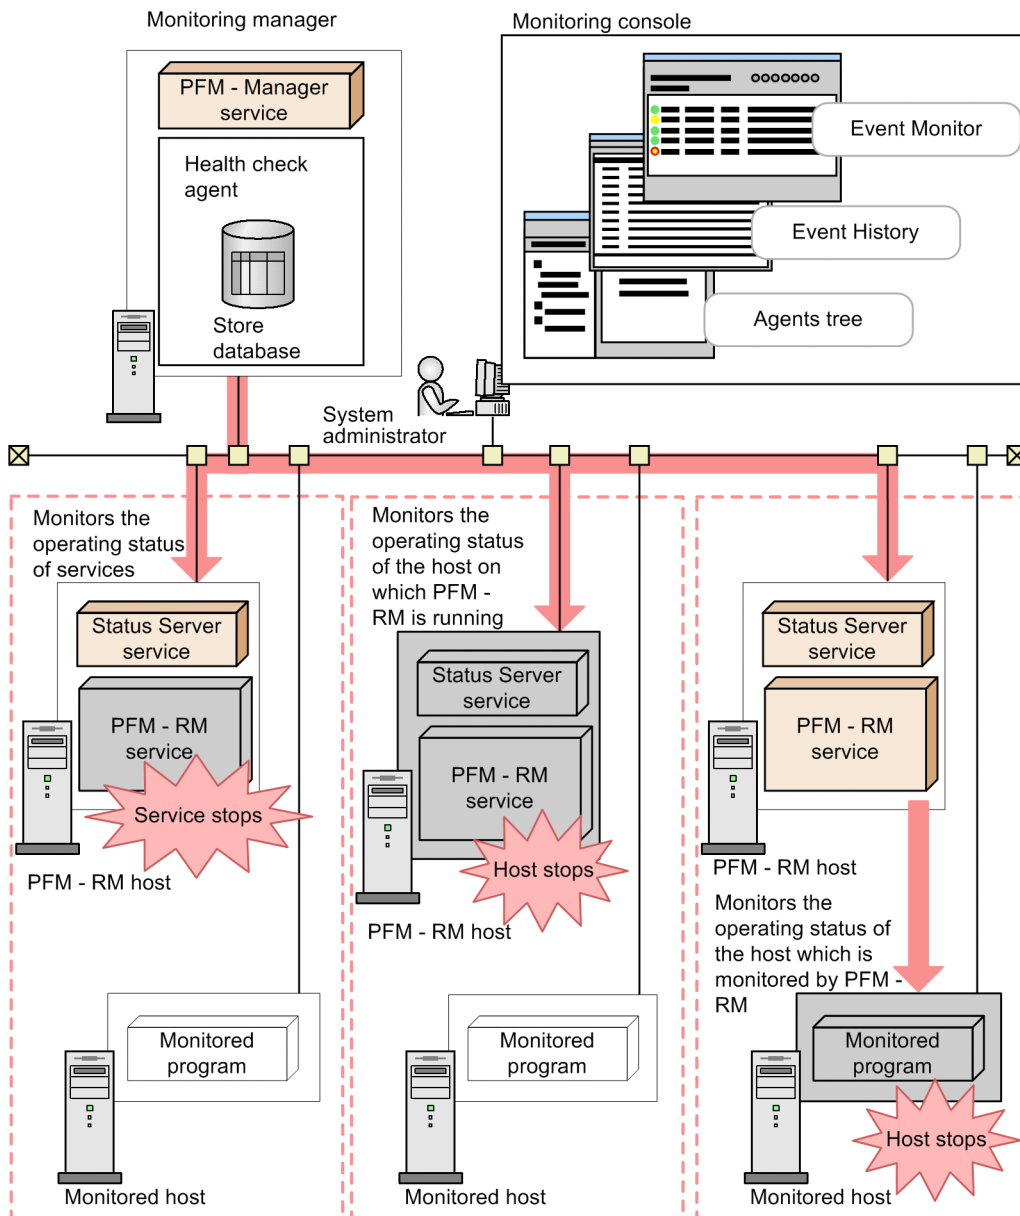 Monitoring manager
Monitoring console
PFM - Manager
service
Health check
agent
Store
database
Event Monitor
Event History
Agents tree
System
administrator
Monitors the
operating status
of services
Status Server
service
PFM - RM
service
Service stops
PFM - RM host
Monitored
program
Monitored host
Monitors the
operating status
of the host on
which PFM -
RM is running
Status Server
service
PFM - RM
service
Host stops
PFM - RM host
Monitored
program
Monitored host
Status Server
service
PFM - RM
service
PFM - RM host
Monitors the
operating status of
the host which is
monitored by PFM -
RM
Monitored
program
Host stops
Monitored host